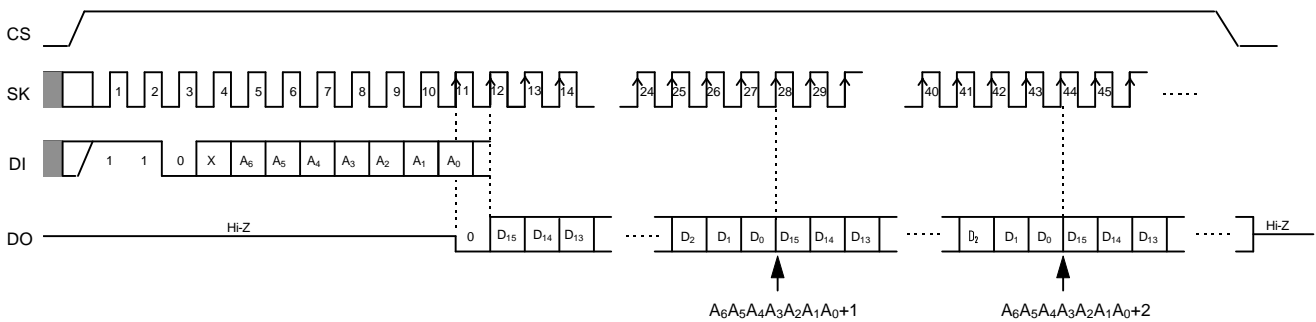 CS
SK 1 2 3 4 5 6 7 8 9 10 11 12 13 14 24 25 26 27 28 29 40 41 42 43 44 45
DI 1 1 0 X A₆ A₅ A₄ A₃ A₂ A₁ A₀
Hi-Z Hi-Z
DO 0 D₁₅ D₁₄ D₁₃ D₂ D₁ D₀ D₁₅ D₁₄ D₁₃ D₂ D₁ D₀ D₁₅ D₁₄ D₁₃
A₆A₅A₄A₃A₂A₁A₀+1 A₆A₅A₄A₃A₂A₁A₀+2